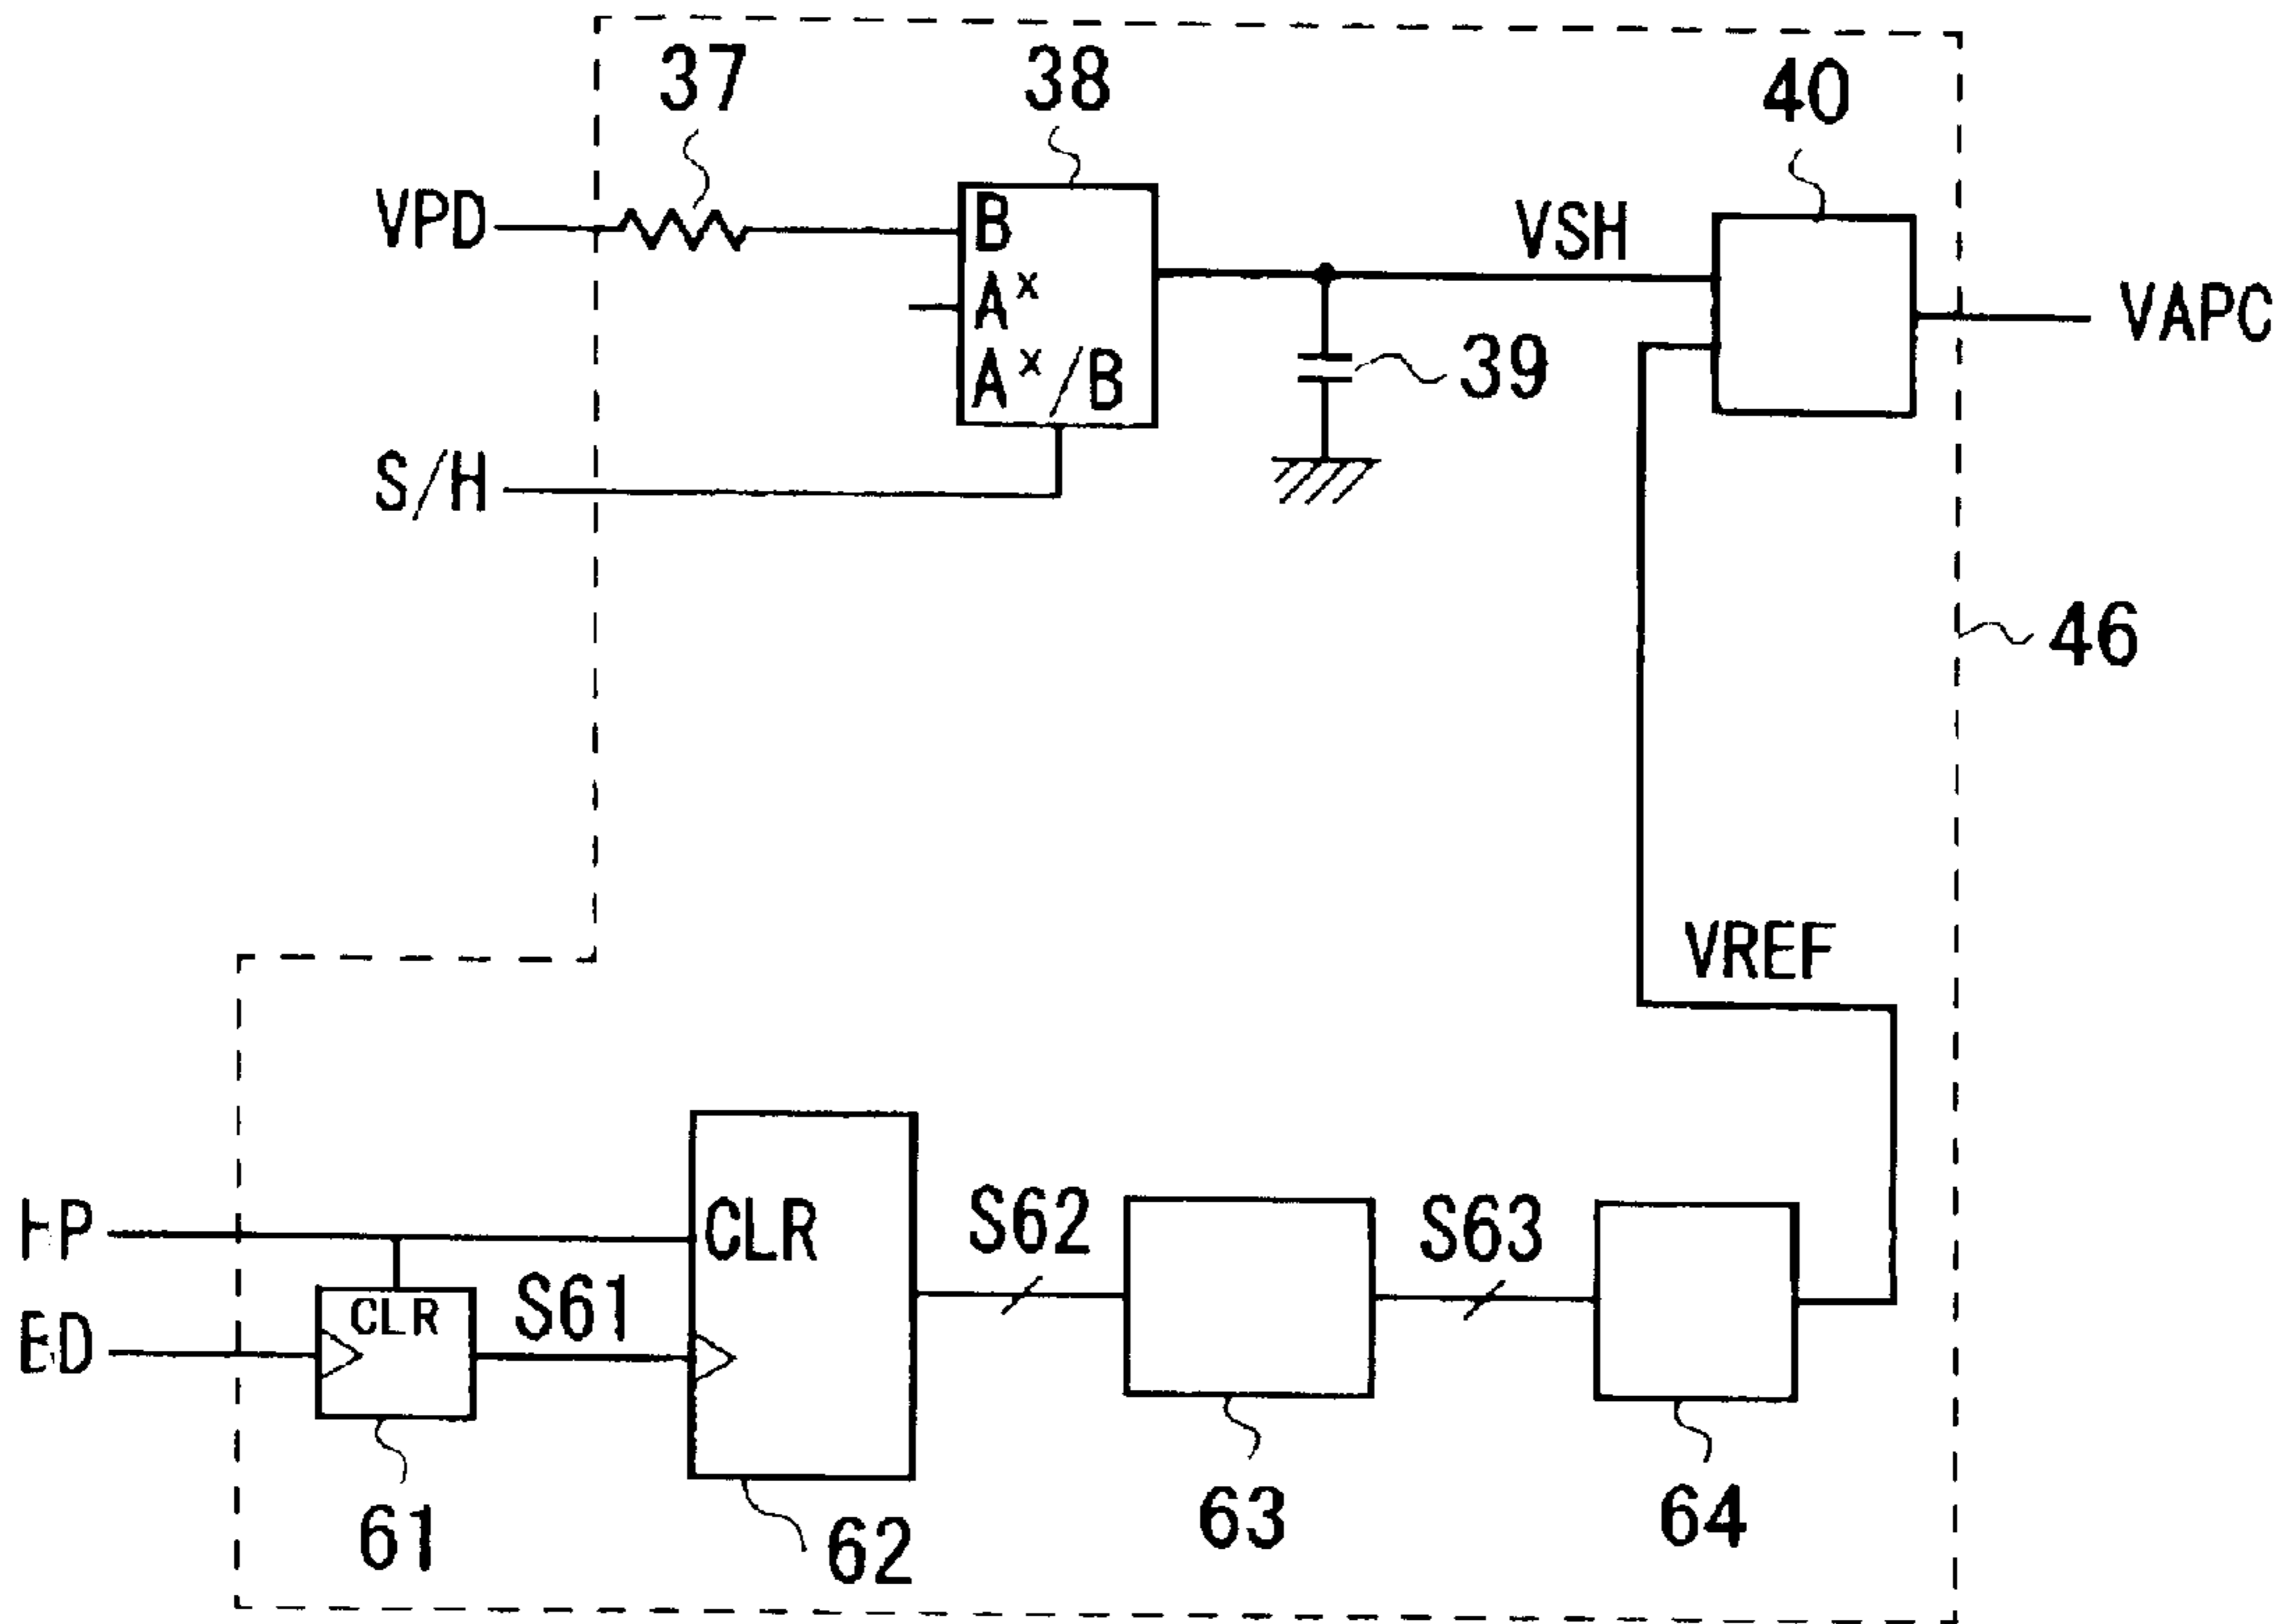 37
38
40
VPD
B
VSH
A×
VAPC
A×/B
39
S/H
46
VREF
CLR
S62
S63
CLR
S61
ED
61
62
63
64